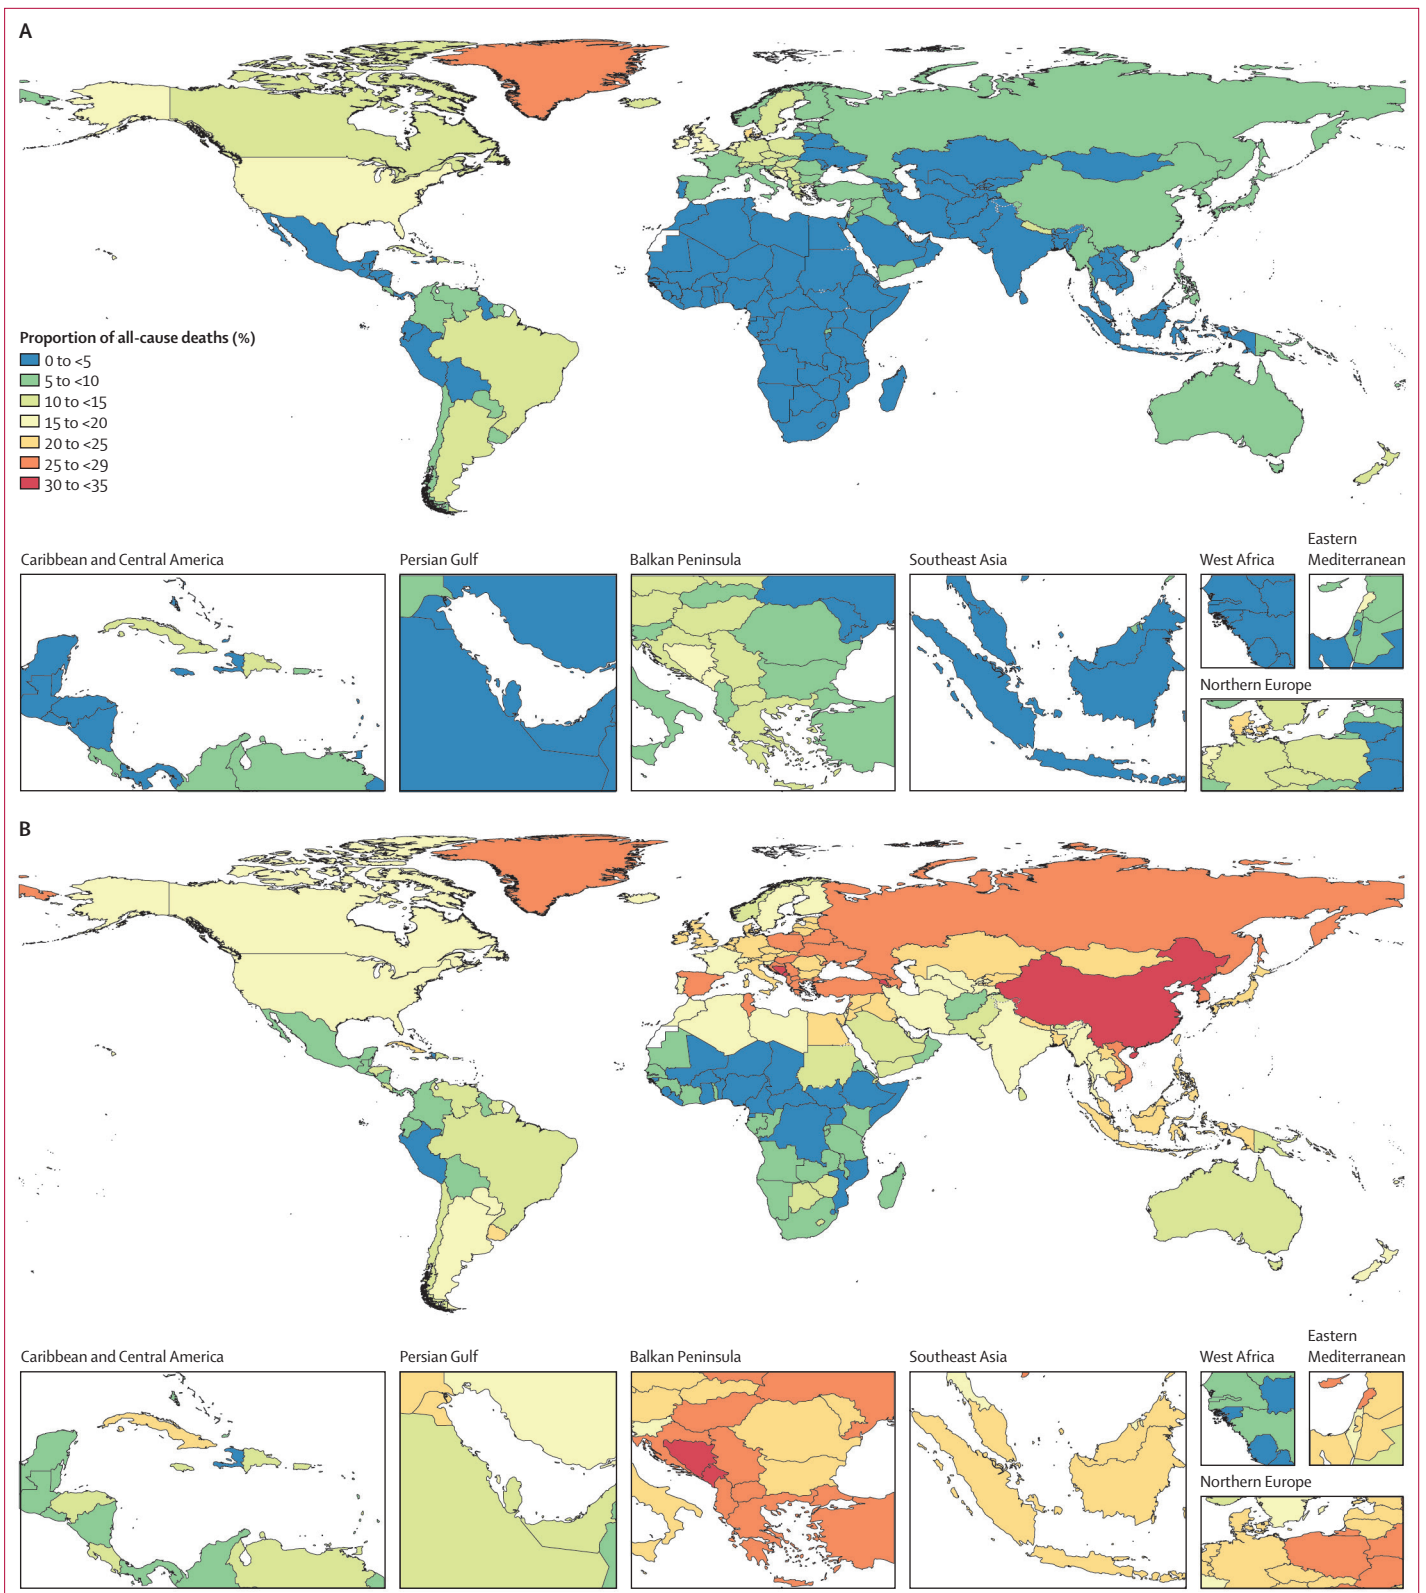 A
Proportion of all-cause deaths (%)
0 to <5
5 to <10
10 to <15
15 to <20
20 to <25
25 to <29
30 to <35
Caribbean and Central America
Persian Gulf
Balkan Peninsula
Southeast Asia
West Africa
Eastern
Mediterranean
Northern Europe
B
Caribbean and Central America
Persian Gulf
Balkan Peninsula
Southeast Asia
West Africa
Eastern
Mediterranean
Northern Europe